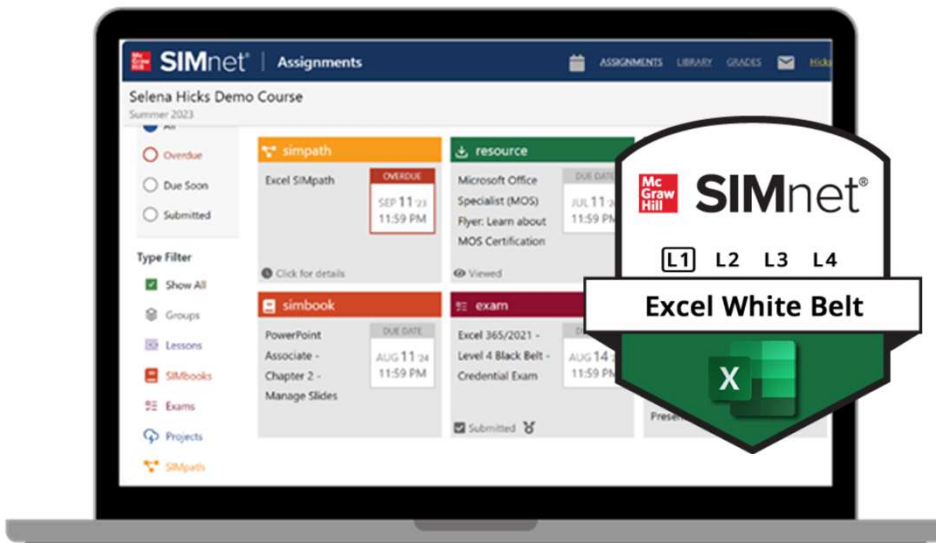 Mc Graw Hill SIMnet® | Assignments
ASSIGNMENTS LIBRARY GRADES
Selena Hicks Demo Course
Summer 2023
All
Overdue
Due Soon
Submitted
Type Filter
Show All
Groups
Lessons
SIMbooks
Exams
Projects
SIMpath
simpath
Excel SIMpath
OVERDUE
SEP 11 '23
11:59 PM
Click for details
resource
Microsoft Office
Specialist (MOS)
Flyer: Learn about
MOS Certification
DUE DATE
JUL 11
11:59 PM
Viewed
simbook
PowerPoint
Associate -
Chapter 2 -
Manage Slides
DUE DATE
AUG 11 '24
11:59 PM
exam
Excel 365/2021 -
Level 4 Black Belt -
Credential Exam
AUG 14
11:59 PM
Submitted
Mc
Graw
Hill
SIMnet®
L1 L2 L3 L4
Excel White Belt
X